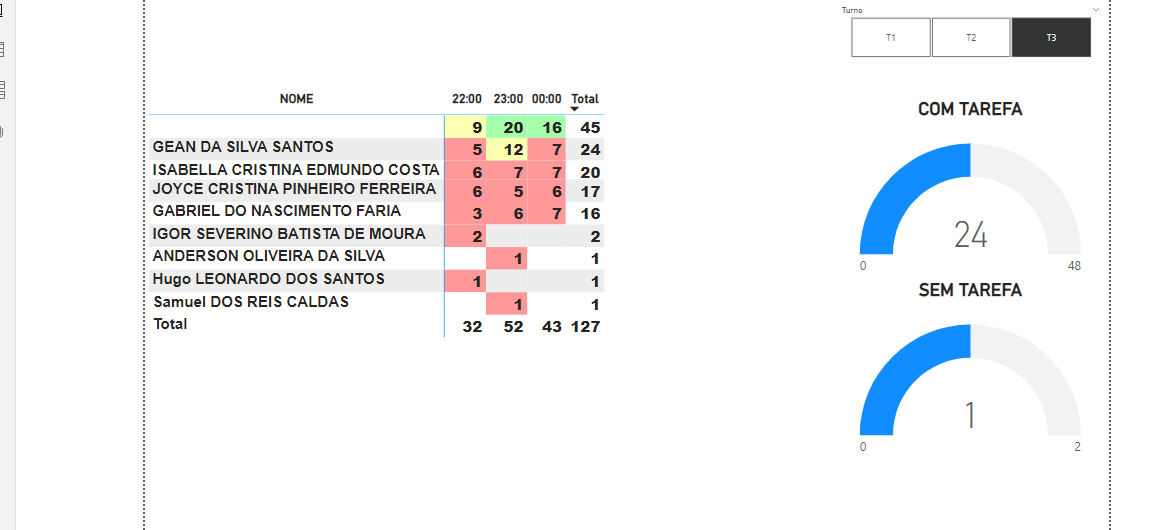 Turno
T1 T2 T3
NOME 22:00 23:00 00:00 Total
9 20 16 45
GEAN DA SILVA SANTOS 5 12 7 24
ISABELLA CRISTINA EDMUNDO COSTA 6 7 7 20
JOYCE CRISTINA PINHEIRO FERREIRA 6 5 6 17
GABRIEL DO NASCIMENTO FARIA 3 6 7 16
IGOR SEVERINO BATISTA DE MOURA 2 2
ANDERSON OLIVEIRA DA SILVA 1 1
Hugo LEONARDO DOS SANTOS 1 1
Samuel DOS REIS CALDAS 1 1
Total 32 52 43 127
COM TAREFA
24
0 48
SEM TAREFA
1
0 2